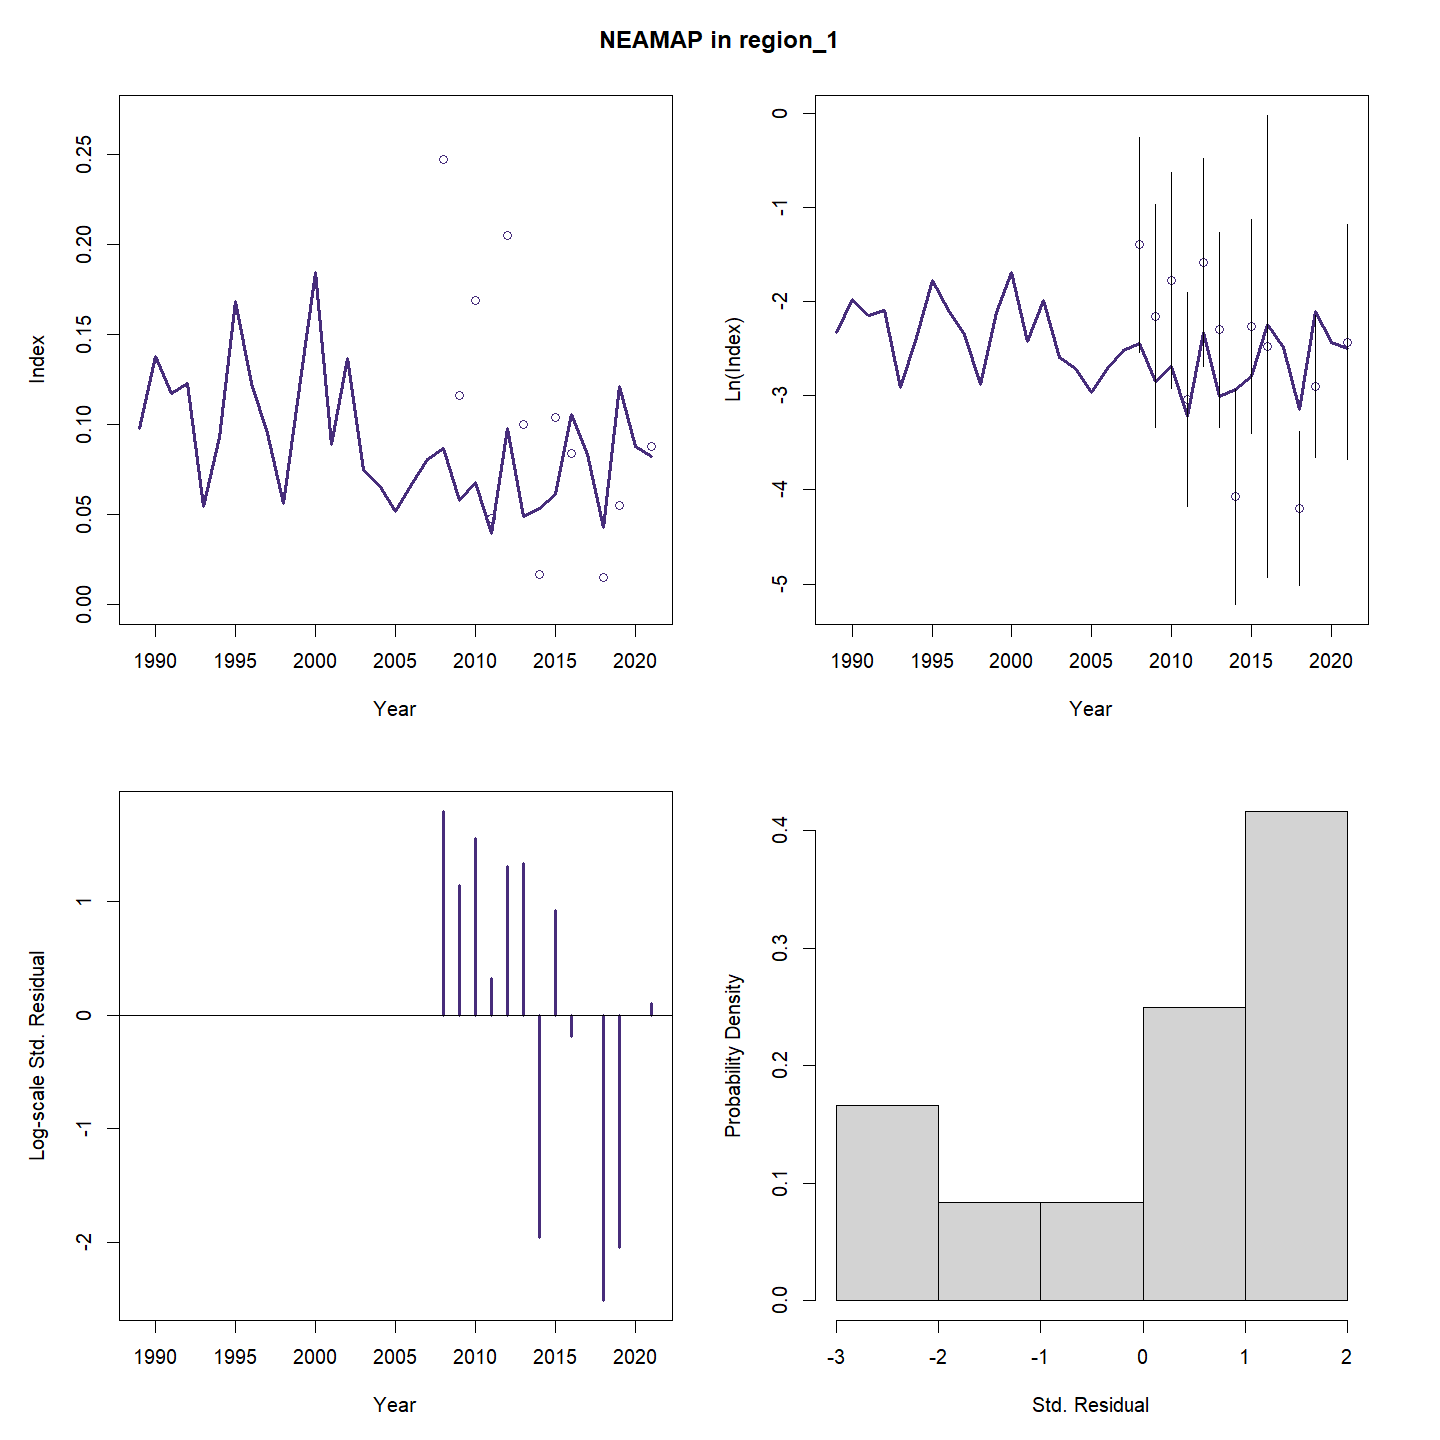 NEAMAP in region_1
Index
0.00 0.05 0.10 0.15 0.20 0.25
1990 1995 2000 2005 2010 2015 2020
Year
Ln(Index)
-5 -4 -3 -2 -1 0
1990 1995 2000 2005 2010 2015 2020
Year
Log-scale Std. Residual
-2 -1 0 1
1990 1995 2000 2005 2010 2015 2020
Year
Probability Density
0.0 0.1 0.2 0.3 0.4
-3 -2 -1 0 1 2
Std. Residual